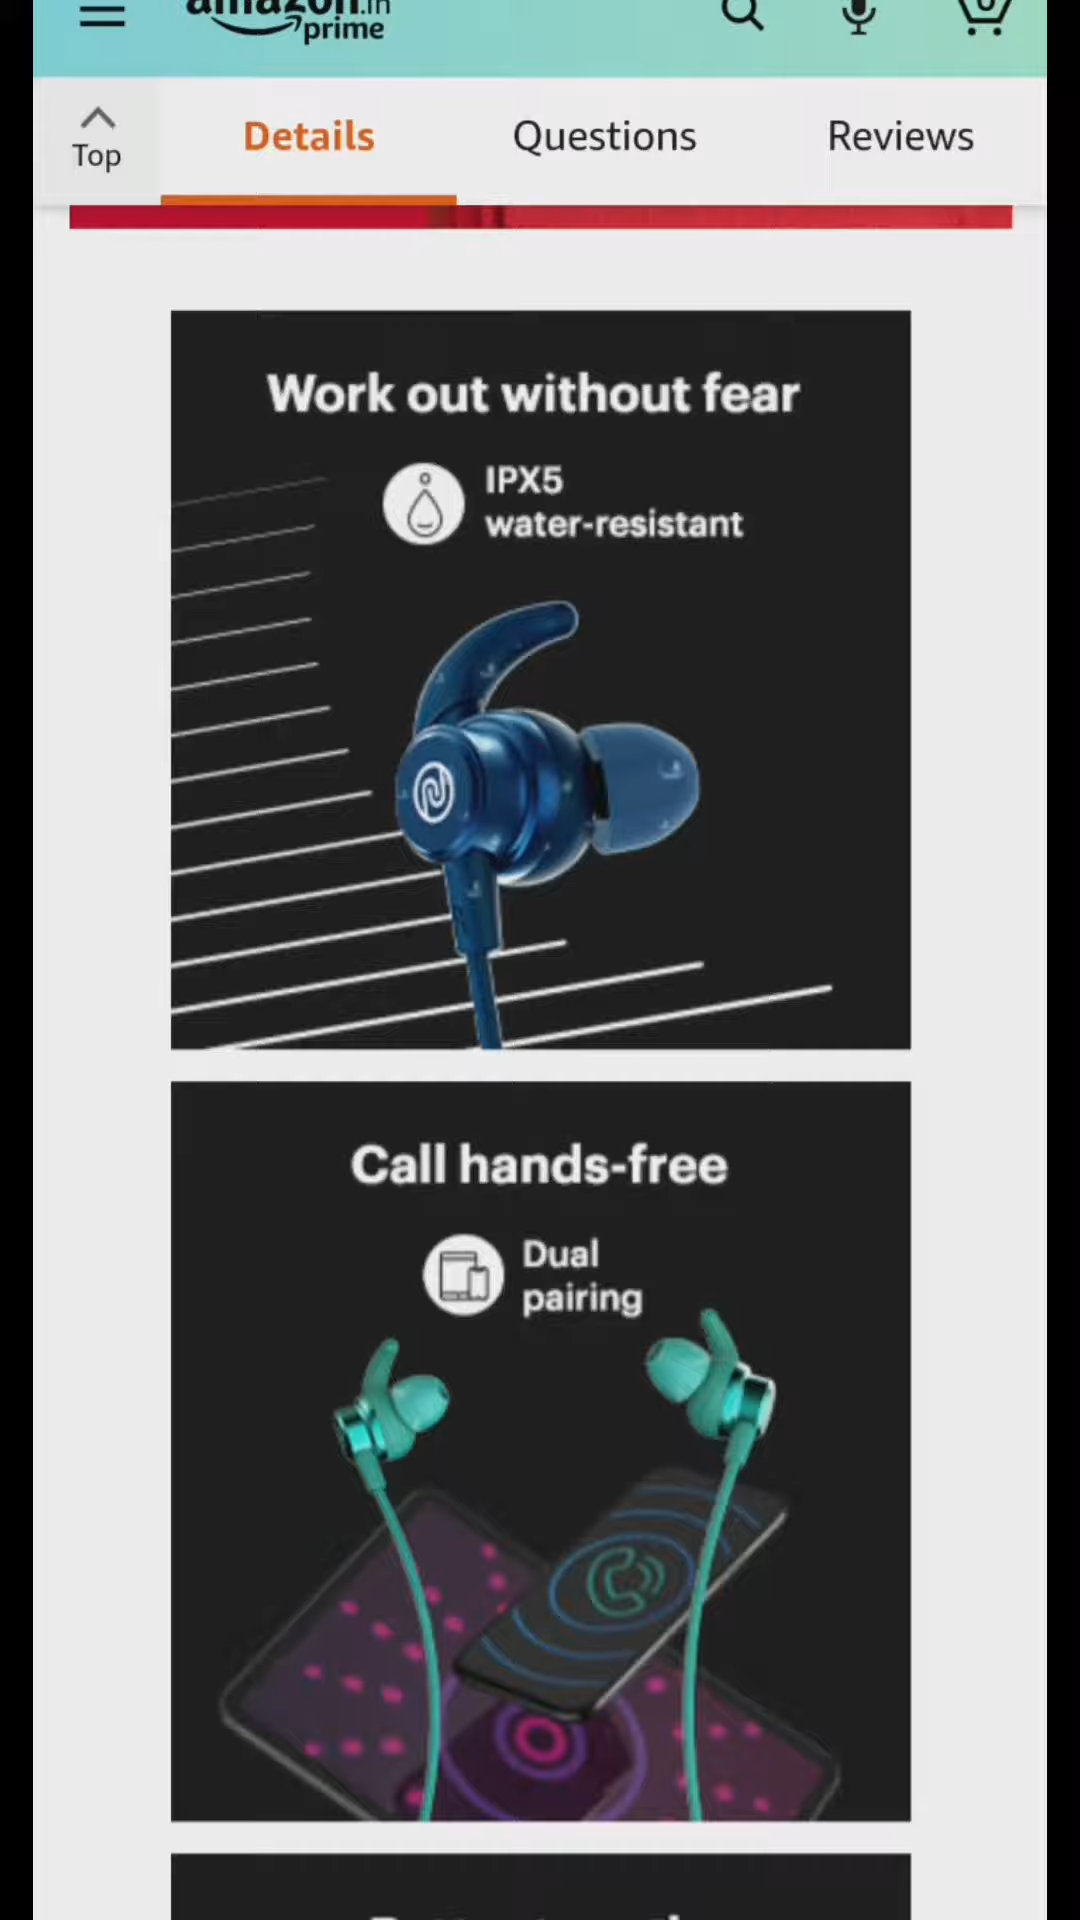 amazon.in
prime
0
Top
Details
Questions
Reviews
Work out without fear
IPX5
water-resistant
Call hands-free
Dual
pairing